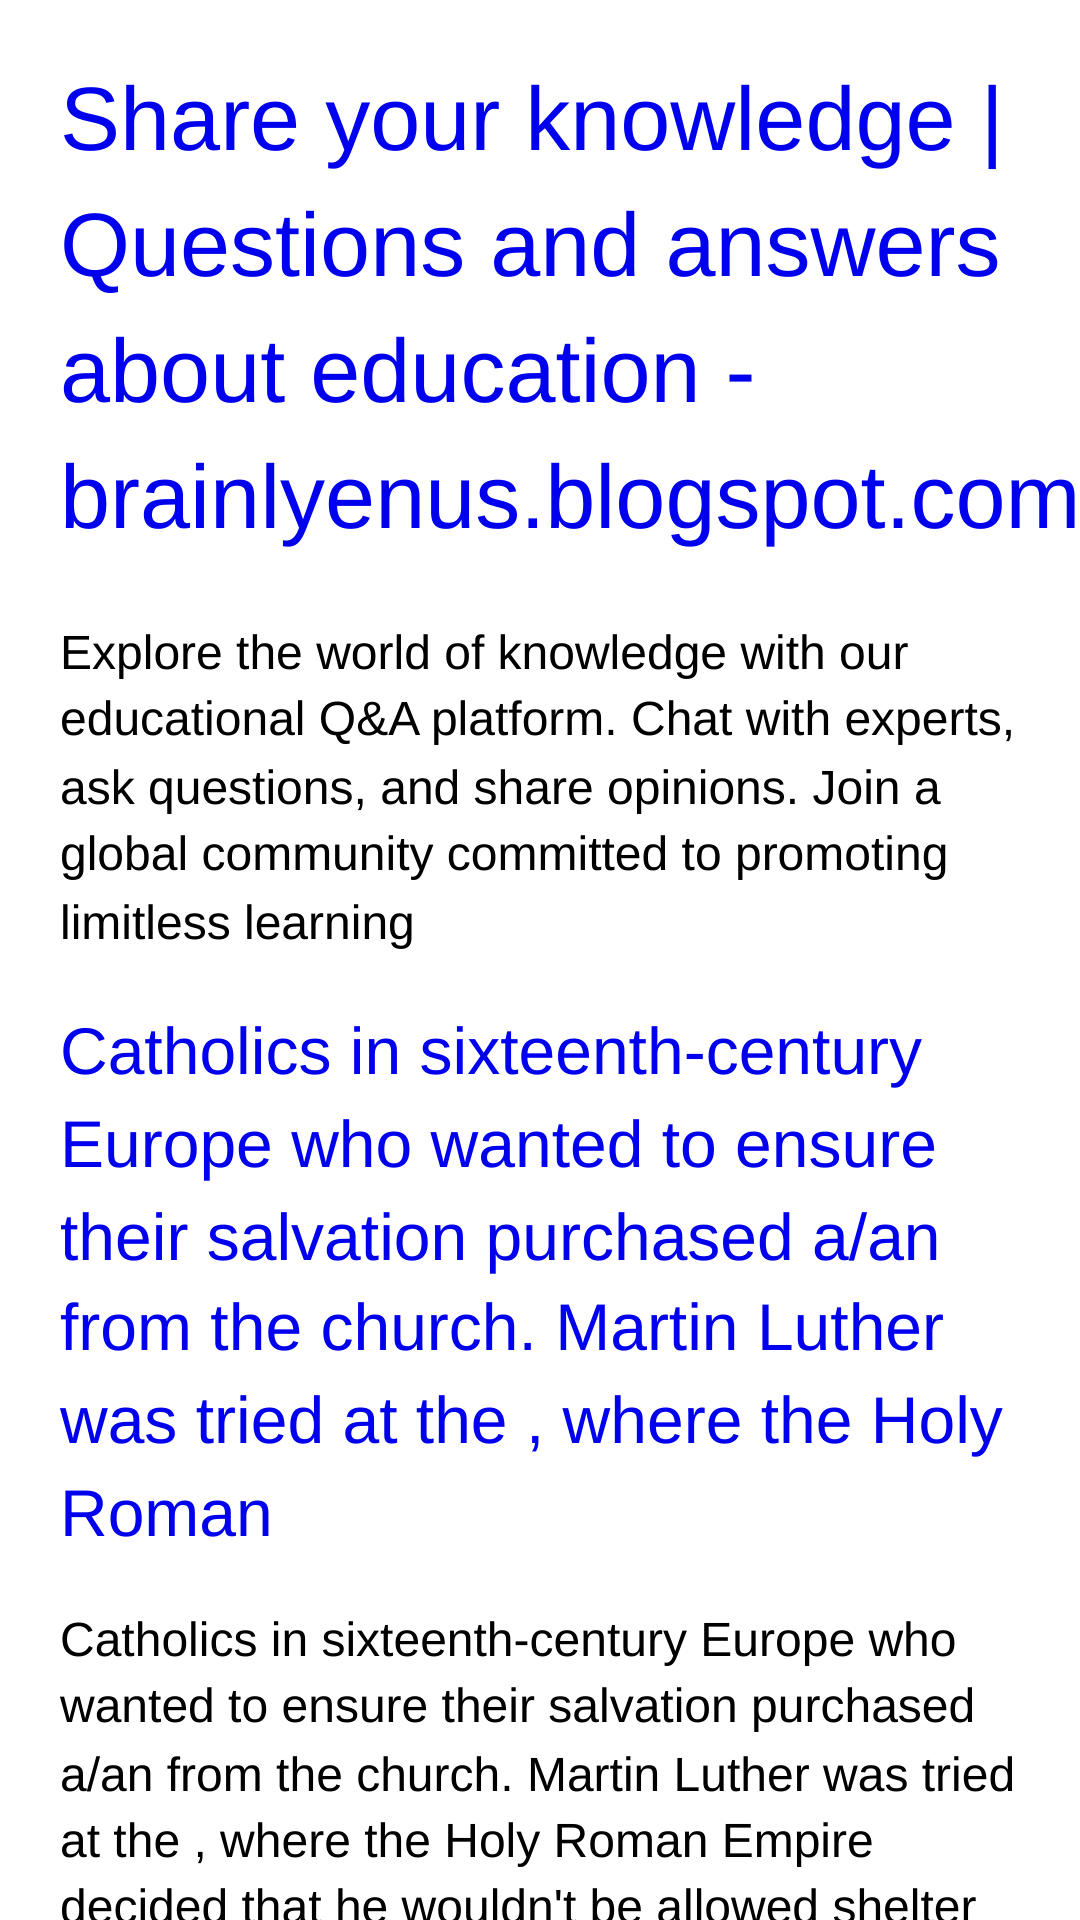 Share your knowledge |
Questions and answers
about education -
brainlyenus.blogspot.com
Explore the world of knowledge with our
educational Q&A platform. Chat with experts,
ask questions, and share opinions. Join a
global community committed to promoting
limitless learning
Catholics in sixteenth-century
Europe who wanted to ensure
their salvation purchased a/an
from the church. Martin Luther
was tried at the , where the Holy
Roman
Catholics in sixteenth-century Europe who
wanted to ensure their salvation purchased
a/an from the church. Martin Luther was tried
at the , where the Holy Roman Empire
decided that he wouldn't be allowed shelter